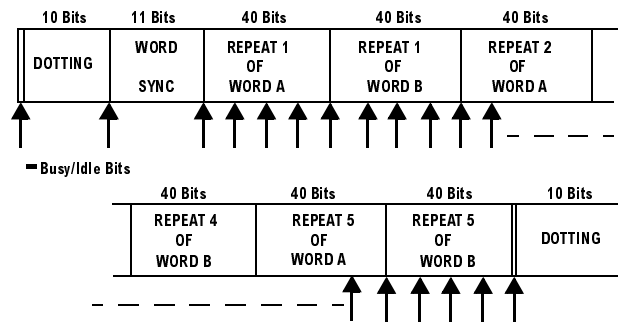 10 Bits 11 Bits 40 Bits 40 Bits 40 Bits
DOTTING
WORD
SYNC
REPEAT 1
OF
WORD A
REPEAT 1
OF
WORD B
REPEAT 2
OF
WORD A
Busy/Idle Bits
40 Bits 40 Bits 40 Bits 10 Bits
REPEAT 4
OF
WORD B
REPEAT 5
OF
WORD A
REPEAT 5
OF
WORD B
DOTTING